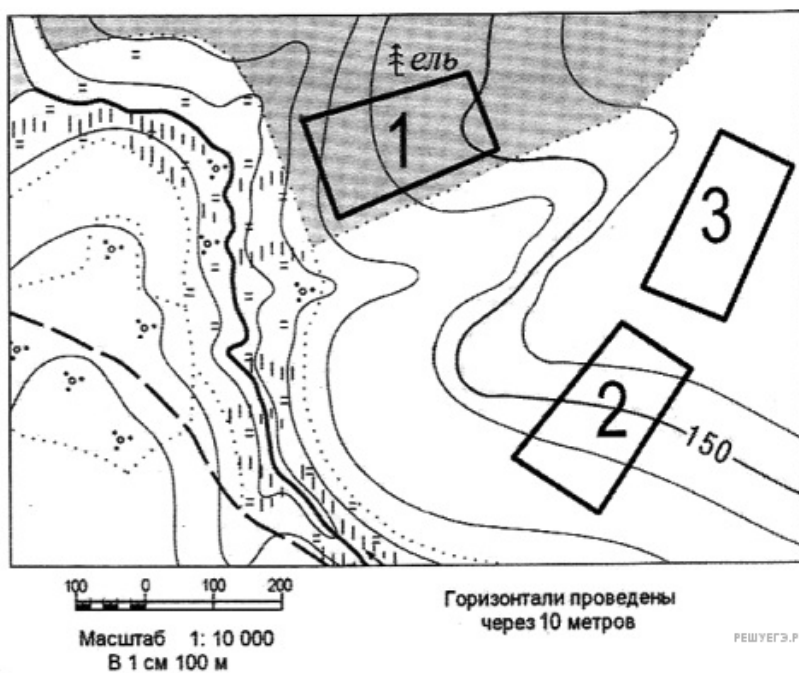 ель
1
3
2
150
100 0 100 200
Масштаб 1: 10 000
В 1 см 100 м
Горизонтали проведены
через 10 метров
РЕШУЕГЭ.Р